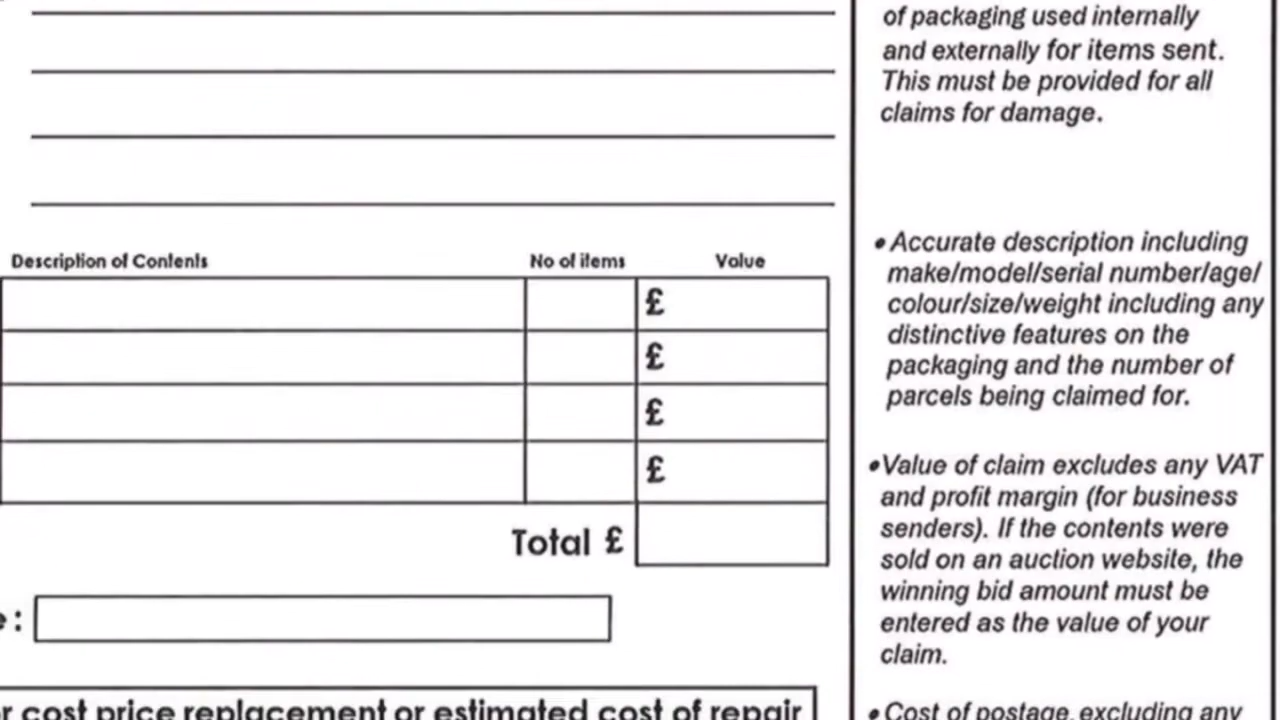 of packaging used internally
and externally for items sent.
This must be provided for all
claims for damage.
Description of Contents No of items Value
£
£
£
£
Total £
e :
• Accurate description including
make/model/serial number/age/
colour/size/weight including any
distinctive features on the
packaging and the number of
parcels being claimed for.
•Value of claim excludes any VAT
and profit margin (for business
senders). If the contents were
sold on an auction website, the
winning bid amount must be
entered as the value of your
claim.
r cost price replacement or estimated cost of repair
• Cost of postage, excluding any